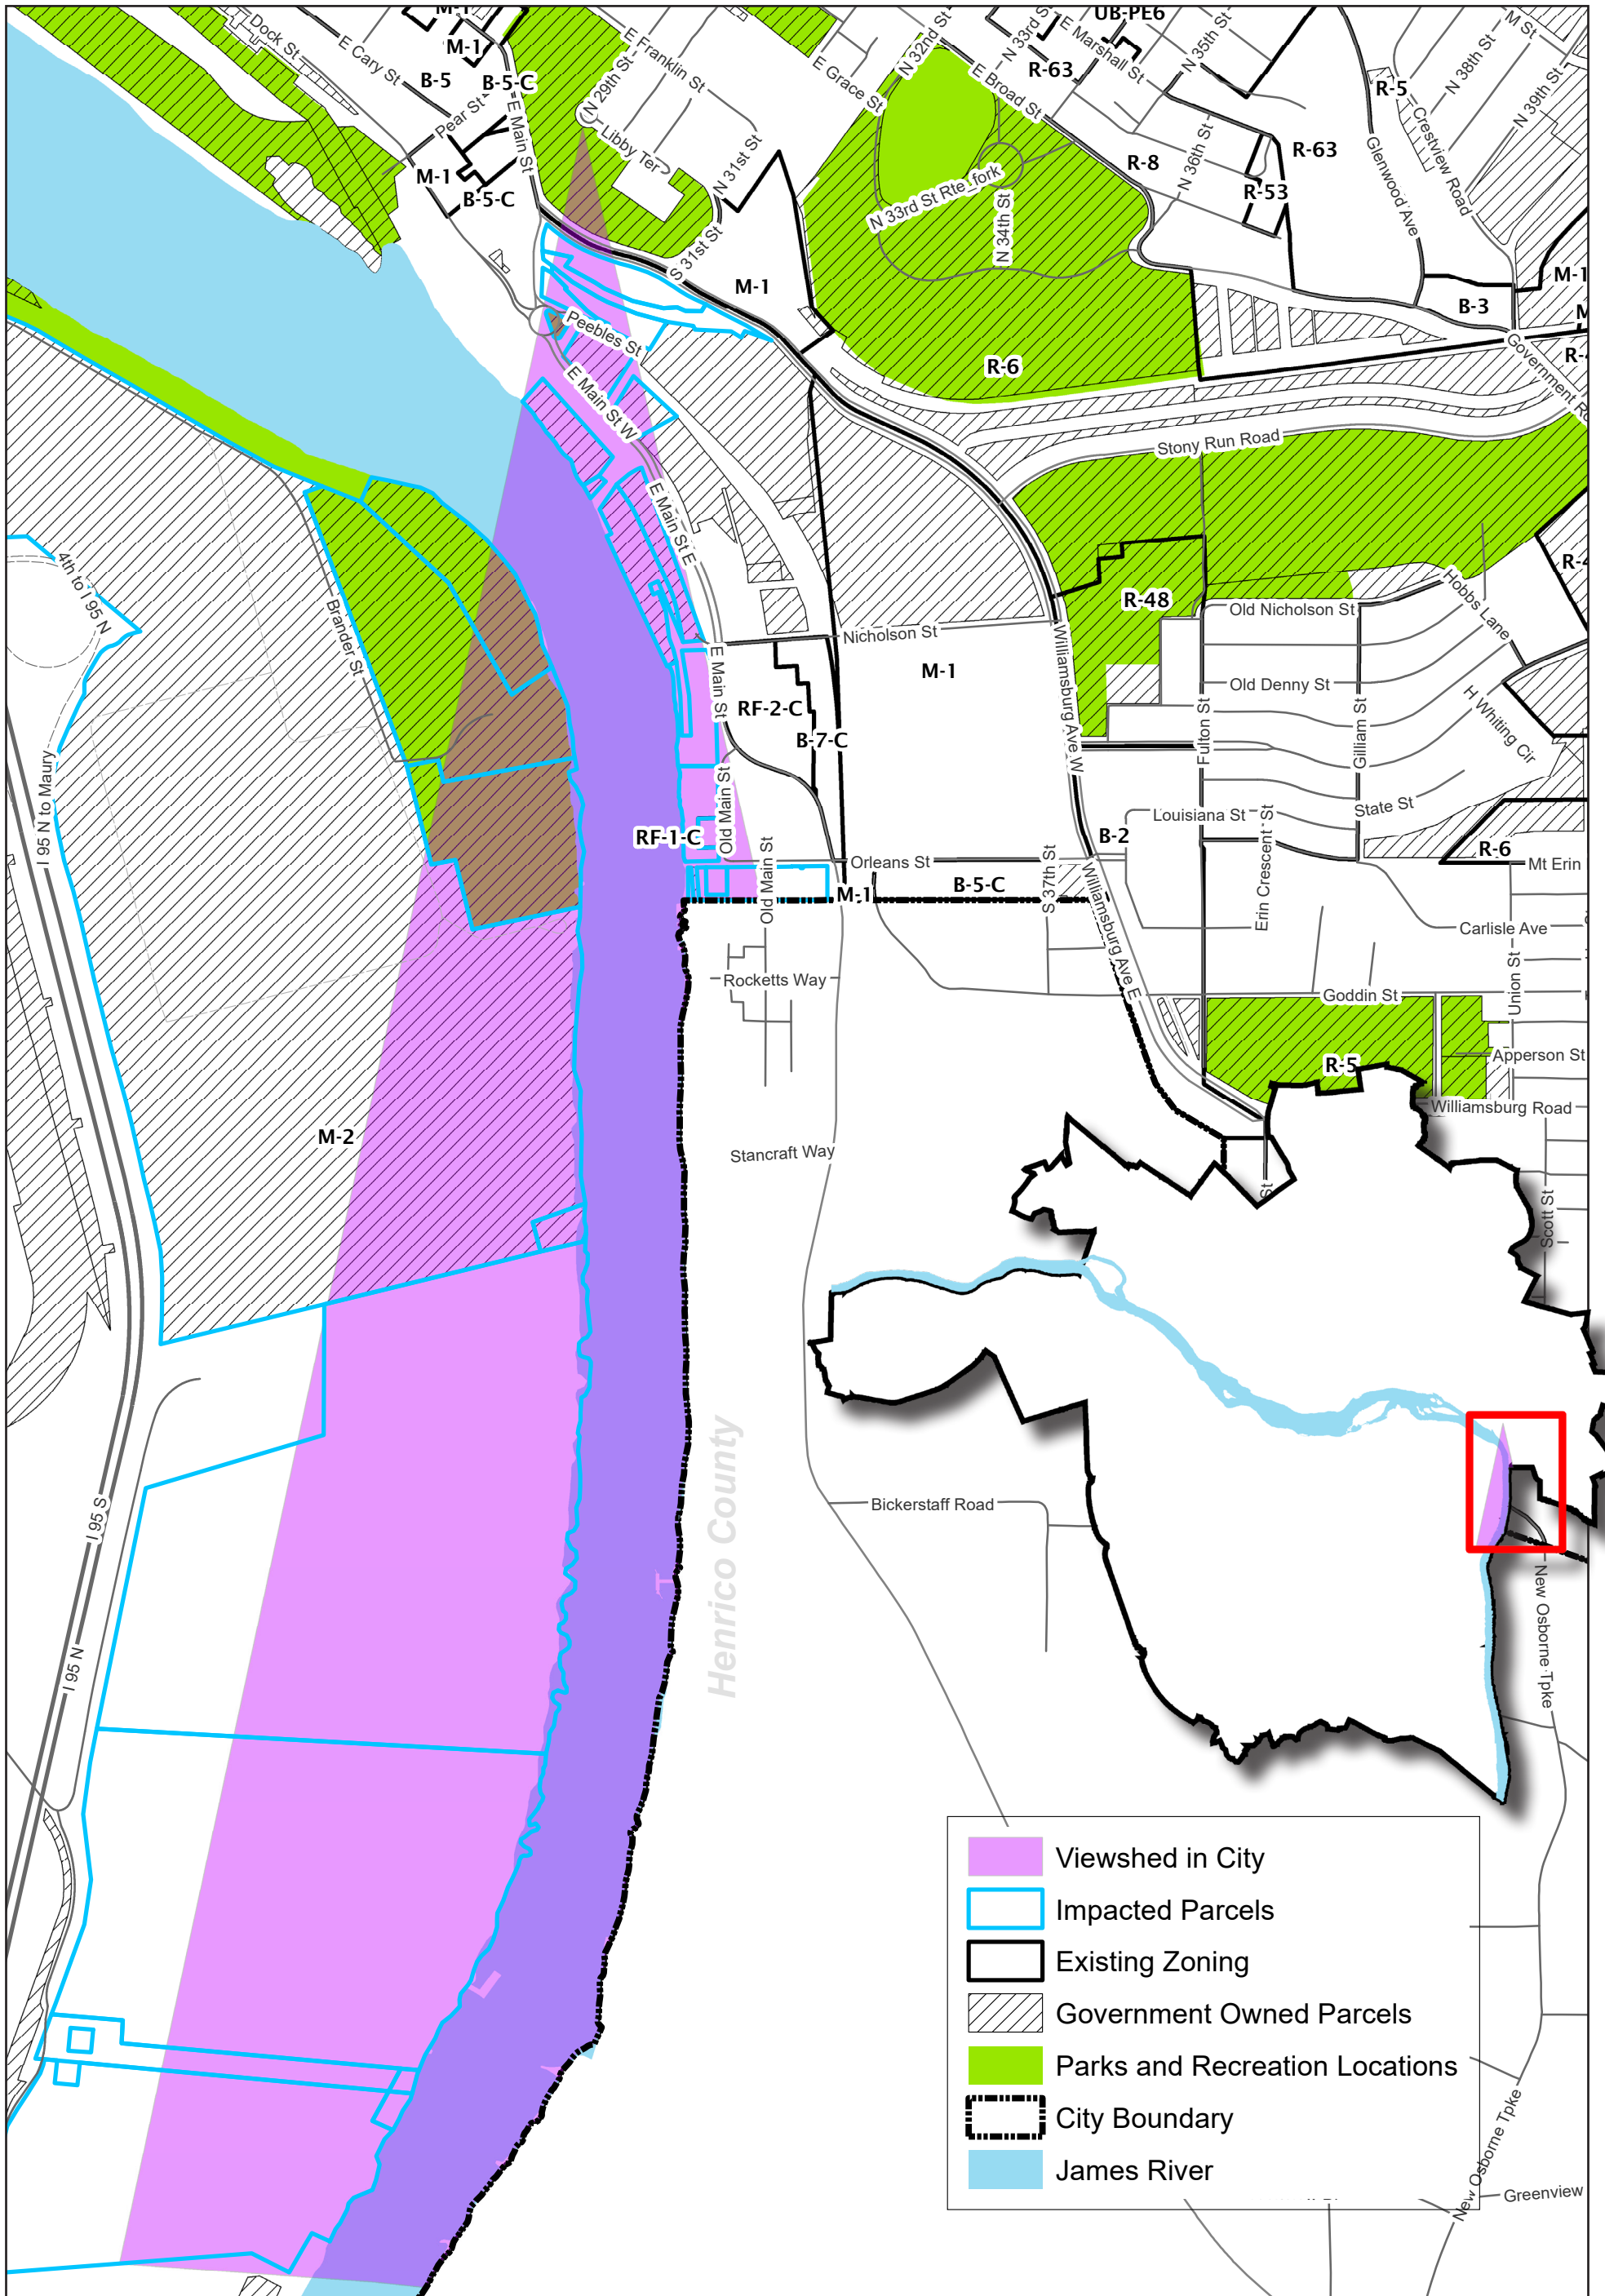 M-1
UB-PE6
Dock St
E Cary St
M-1
B-5
B-5-C
Pear St
E Main St
N 29th St
E Franklin St
Libby Ter
E Grace St
N 32nd St
N 33rd S
E Marshall St
R-63
E Broad St
N 35th St
R-5
N 38th St
M St
N 39th St
Crestview Road
Glenwood Ave
M-1
B-5-C
N 31st St
S 31st St
N 33rd St Rte_fork
N 34th St
R-8
N 36th St
R-53
R-63
M-1
M-1
B-3
M
R-4
Government Rd
Peebles St
E Main St W
R-6
Stony Run Road
E Main St E
4th to I 95 N
Brander St
R-48
R-4
Old Nicholson St
Hobbs Lane
Nicholson St
M-1
E Main St
RF-2-C
B-7-C
Williamsburg Ave W
Old Denny St
Fulton St
Gilliam St
H Whiting Cir
I 95 N to Maury
RF-1-C
Old Main St
Old Main St
Orleans St
Louisiana St
State St
B-2
Erin Crescent St
R-6
Mt Erin
M-1
B-5-C
S 37th St
Williamsburg Ave E
Carlisle Ave
Union St
Rocketts Way
Goddin St
R-5
Apperson St
Williamsburg Road
M-2
Stancraft Way
St
Scott St
Henrico County
Bickerstaff Road
I 95 S
I 95 N
New Osborne Tpke
Viewshed in City
Impacted Parcels
Existing Zoning
Government Owned Parcels
Parks and Recreation Locations
City Boundary
James River
New Osborne Tpke
Greenview